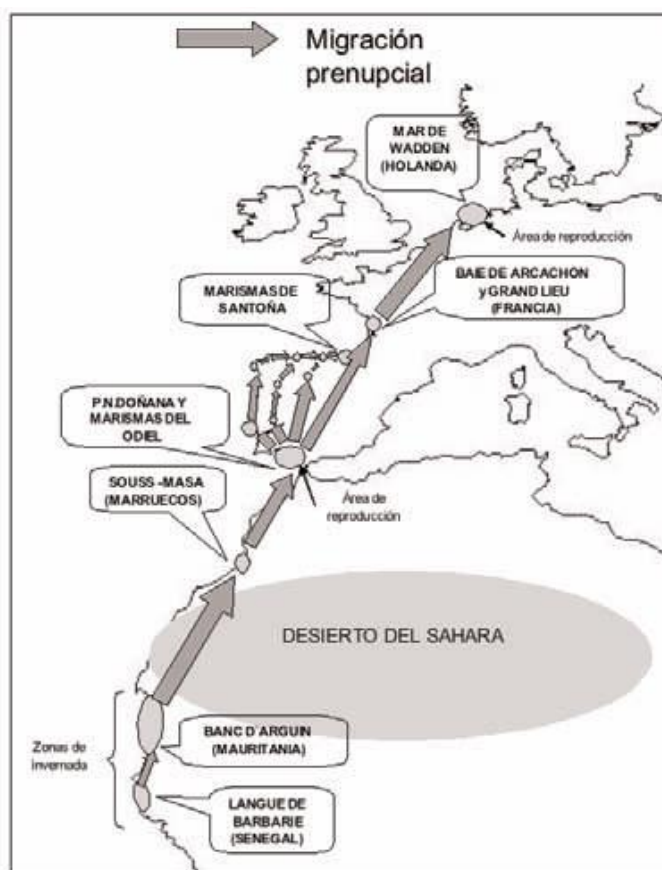 Migración
prenupcial
MAR DE
WADDEN
(HOLANDA)
Área de reproducción
MARISMAS DE
SANTOÑA
BAIE DE ARCACHON
y GRAND LIEU
(FRANCIA)
P.N.DOÑANA Y
MARISMAS DEL
ODIEL
SOUSS -MASA
(MARRUECOS)
Área de
reproducción
DESIERTO DEL SAHARA
Zonas de
invernada
BANC D´ARGUIN
(MAURITANIA)
LANGUE DE
BARBARIE
(SENEGAL)